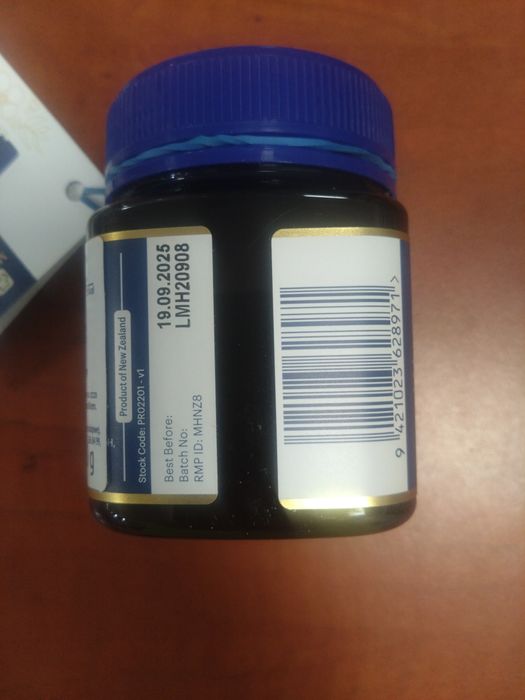 Product of New Zealand
Stock Code: PR02201 - v1
19.09.2025
LMH20908
Best Before:
Batch No:
RMP ID: MHNZ8
9 421023 628971 >
g